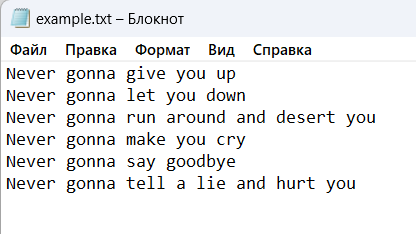 example.txt – Блокнот
Файл Правка Формат Вид Справка
Never gonna give you up
Never gonna let you down
Never gonna run around and desert you
Never gonna make you cry
Never gonna say goodbye
Never gonna tell a lie and hurt you